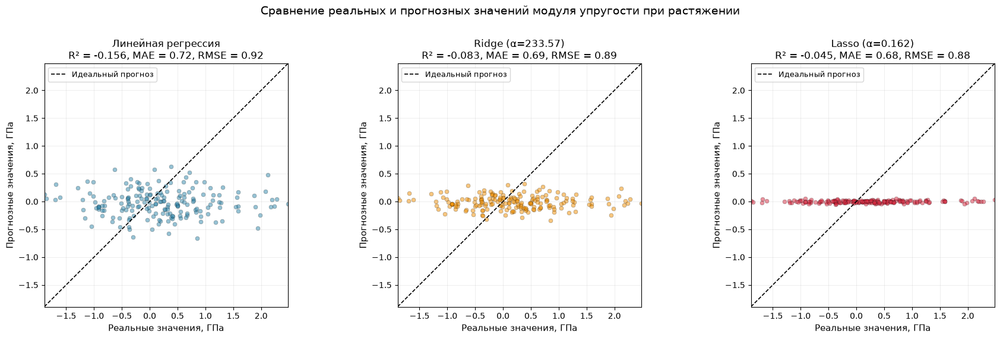 Сравнение реальных и прогнозных значений модуля упругости при растяжении
Линейная регрессия
R² = -0.156, MAE = 0.72, RMSE = 0.92
Идеальный прогноз
2.0
1.5
1.0
0.5
0.0
−0.5
−1.0
−1.5
Прогнозные значения, ГПа
−1.5 −1.0 −0.5 0.0 0.5 1.0 1.5 2.0
Реальные значения, ГПа
Ridge (α=233.57)
R² = -0.083, MAE = 0.69, RMSE = 0.89
Идеальный прогноз
2.0
1.5
1.0
0.5
0.0
−0.5
−1.0
−1.5
Прогнозные значения, ГПа
−1.5 −1.0 −0.5 0.0 0.5 1.0 1.5 2.0
Реальные значения, ГПа
Lasso (α=0.162)
R² = -0.045, MAE = 0.68, RMSE = 0.88
Идеальный прогноз
2.0
1.5
1.0
0.5
0.0
−0.5
−1.0
−1.5
Прогнозные значения, ГПа
−1.5 −1.0 −0.5 0.0 0.5 1.0 1.5 2.0
Реальные значения, ГПа